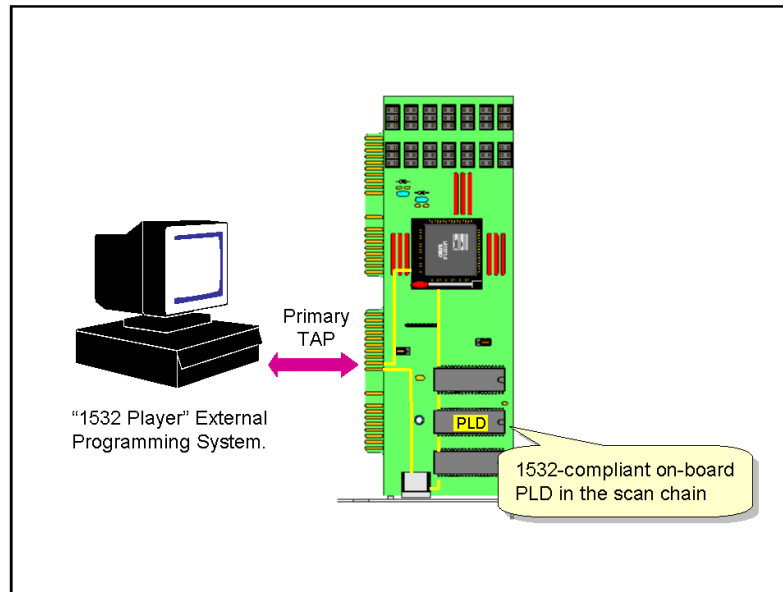 Primary
TAP
“1532 Player” External
Programming System.
PLD
1532-compliant on-board
PLD in the scan chain